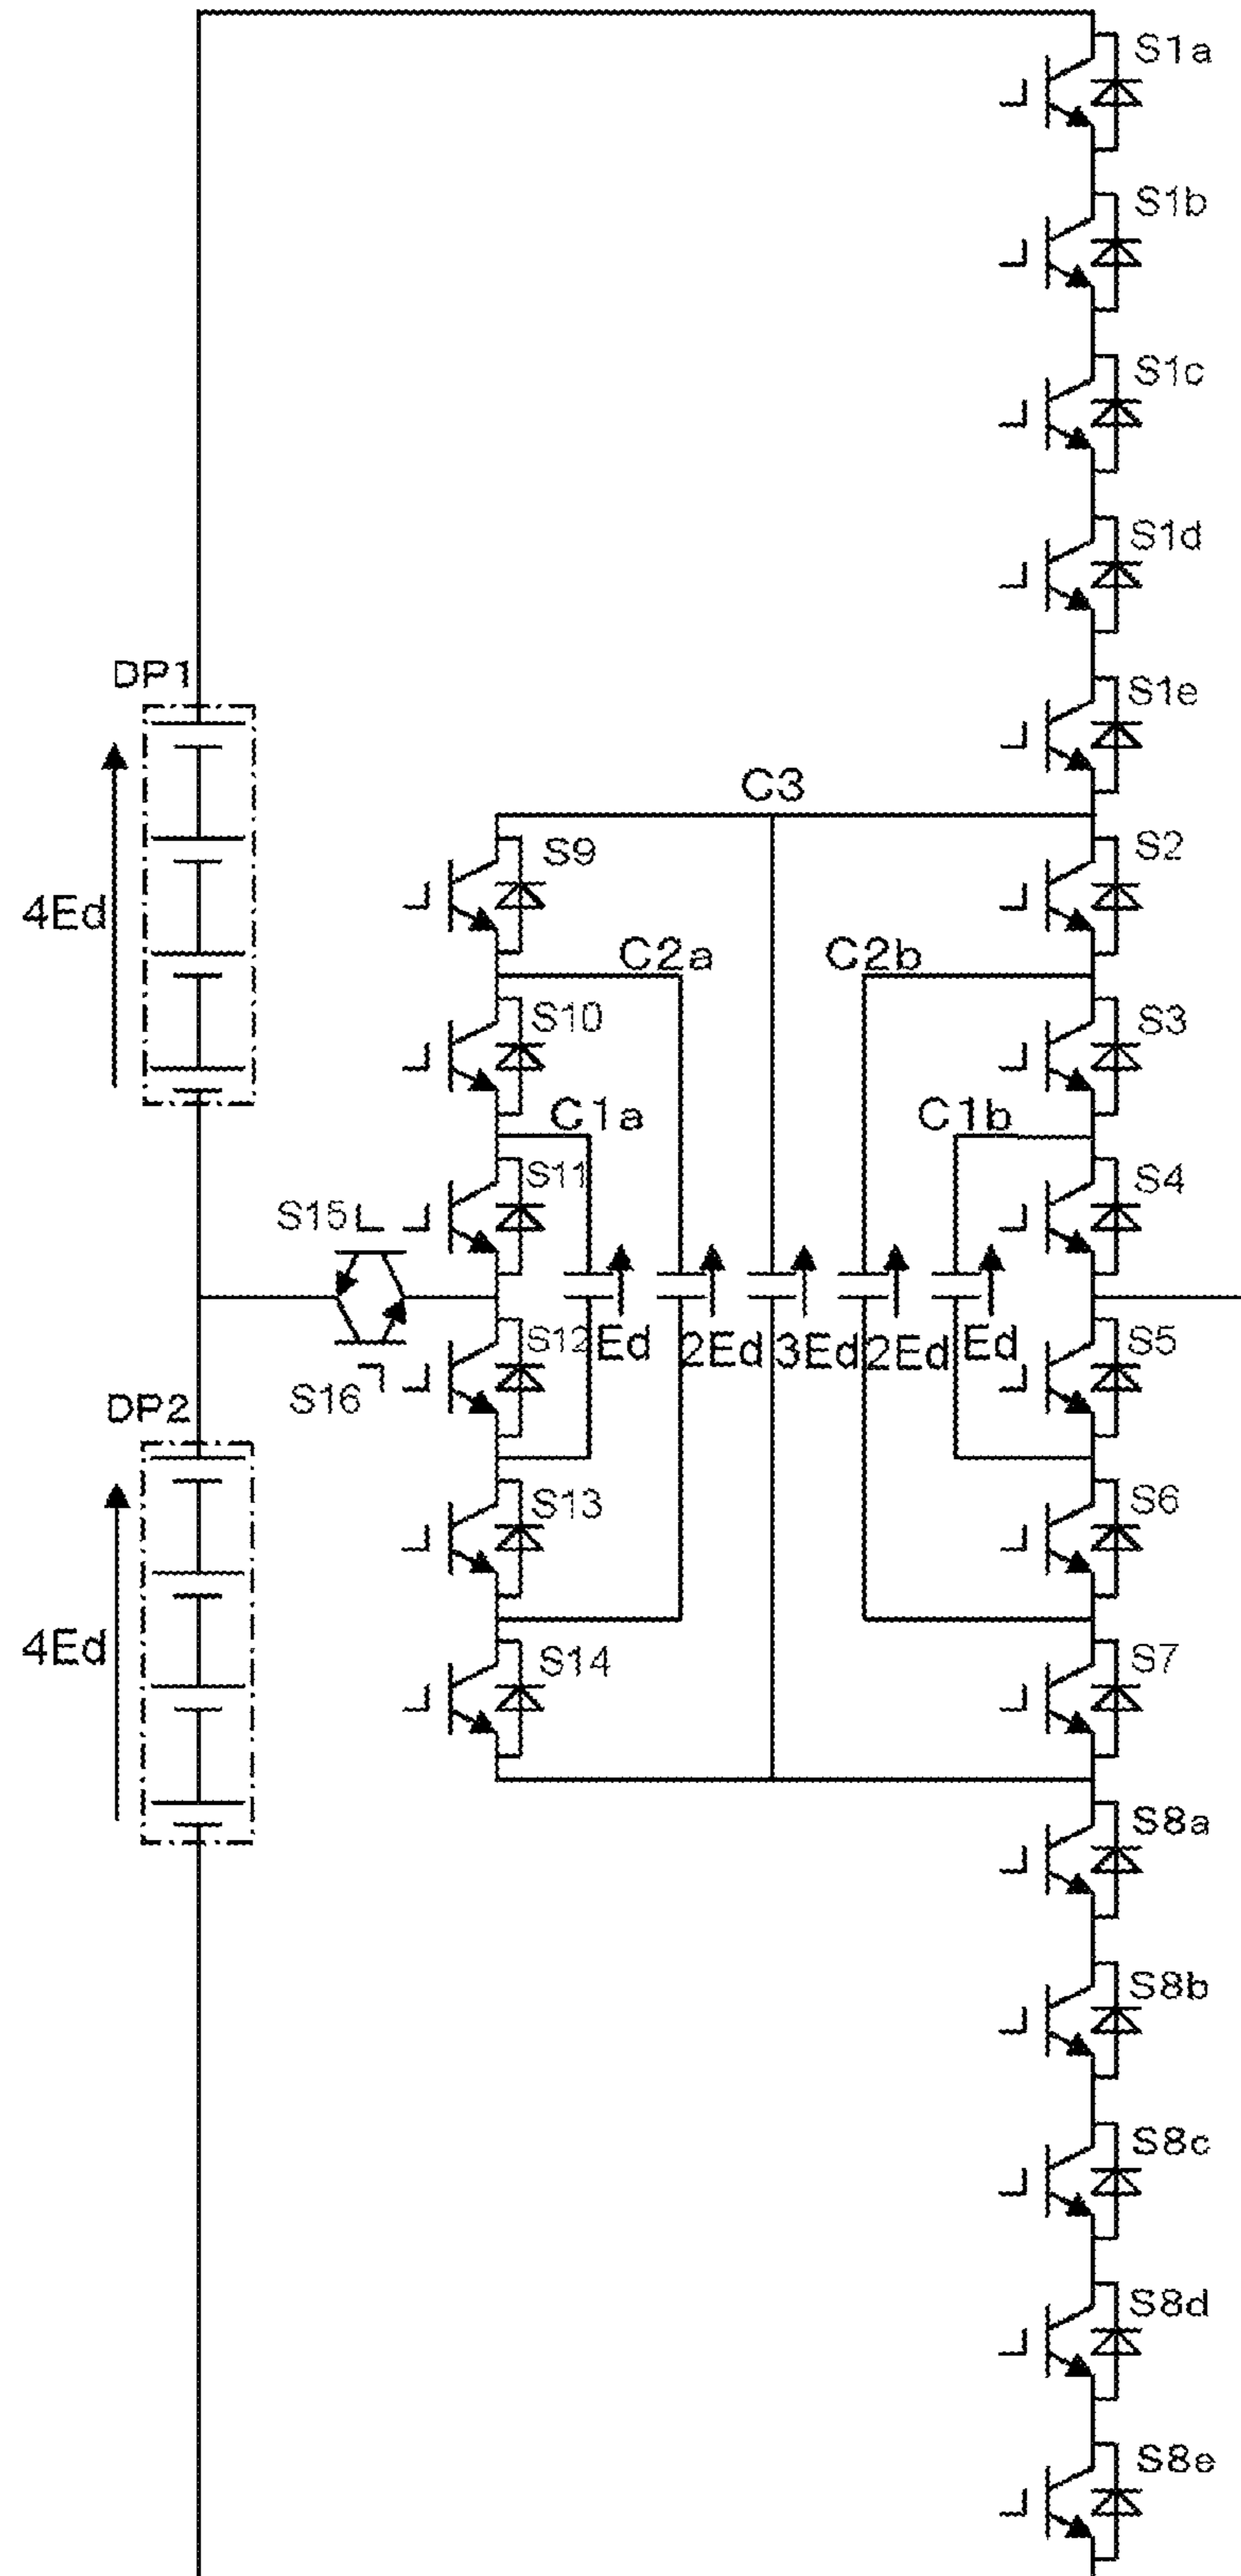 S1a
S1b
S1c
S1d
DP1
S1e
C3
S9
S2
4Ed
C2a
C2b
S10
S3
C1a
C1b
S11
S4
S15
S12
S5
Ed
2Ed
3Ed
2Ed
Ed
S16
DP2
S13
S6
4Ed
S14
S7
S8a
S8b
S8c
S8d
S8e